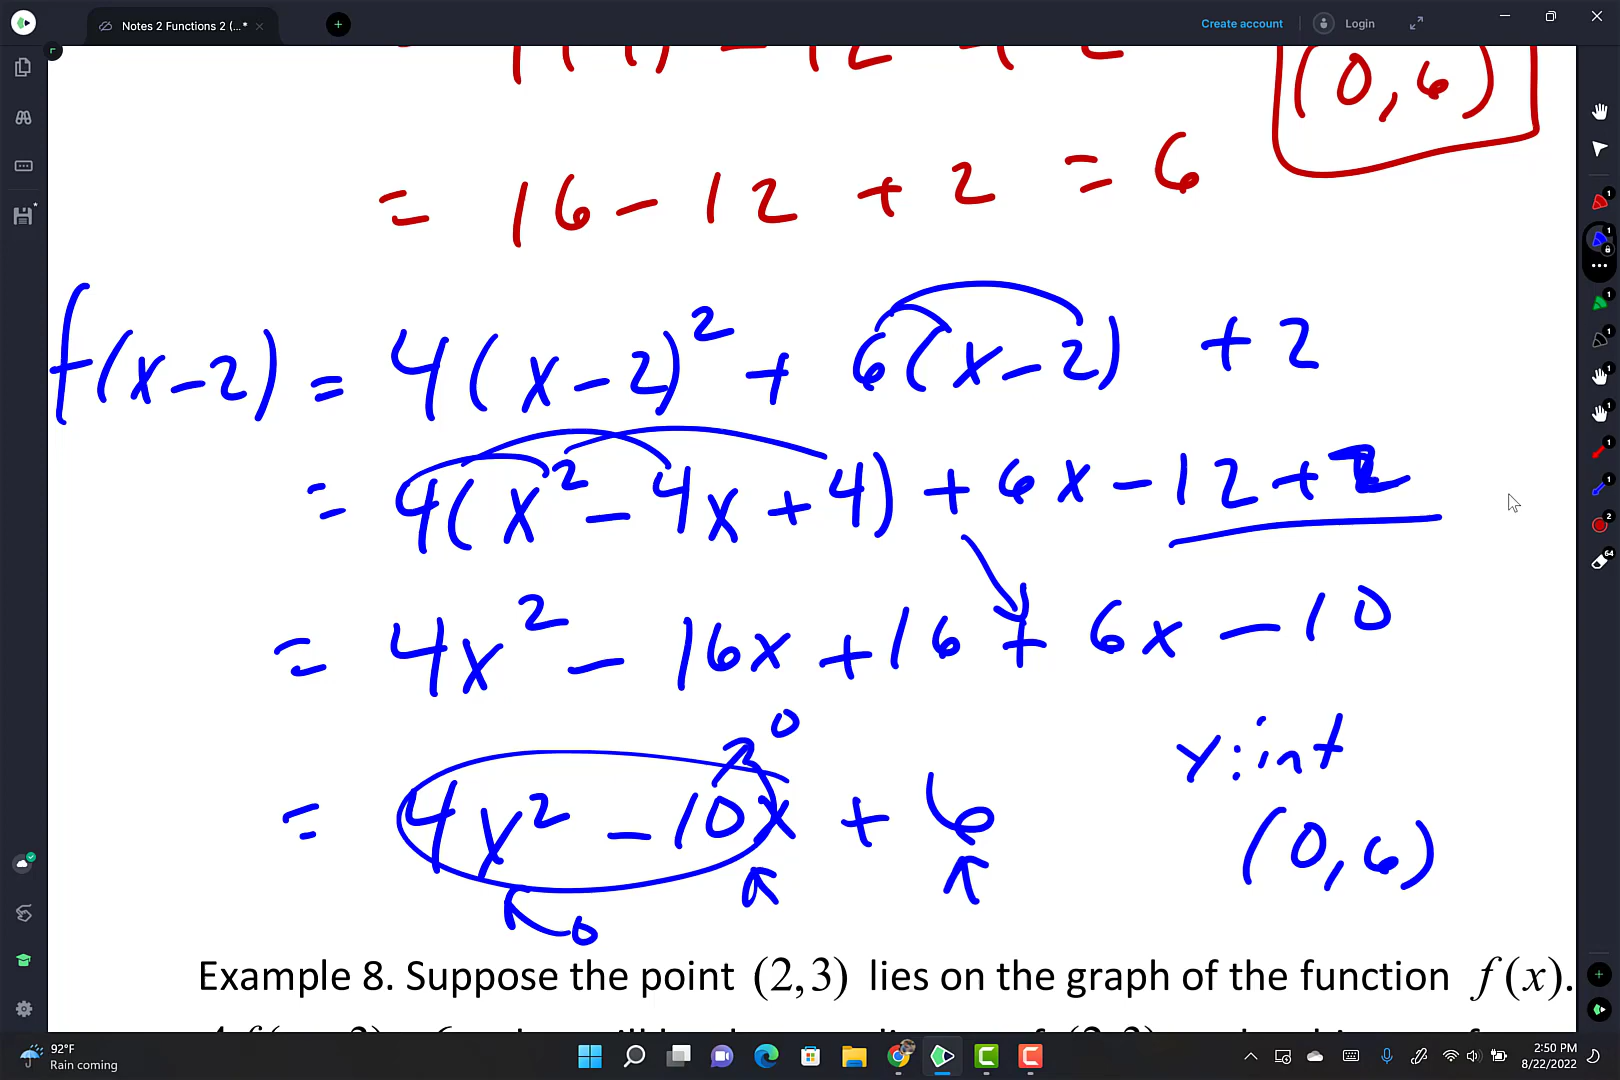 Notes 2 Functions 2 (...*
Create account
Login
(0,6)
= 16 - 12 + 2 = 6
f(x-2) = 4(x-2)² + 6(x-2) + 2
= 4(x² - 4x + 4) + 6x - 12 + 2
= 4x² - 16x + 16 + 6x - 10
0
= 4x² - 10x + 6
0
y:int
(0,6)
Example 8. Suppose the point (2,3) lies on the graph of the function f(x).
92°F
Rain coming
2:50 PM
8/22/2022